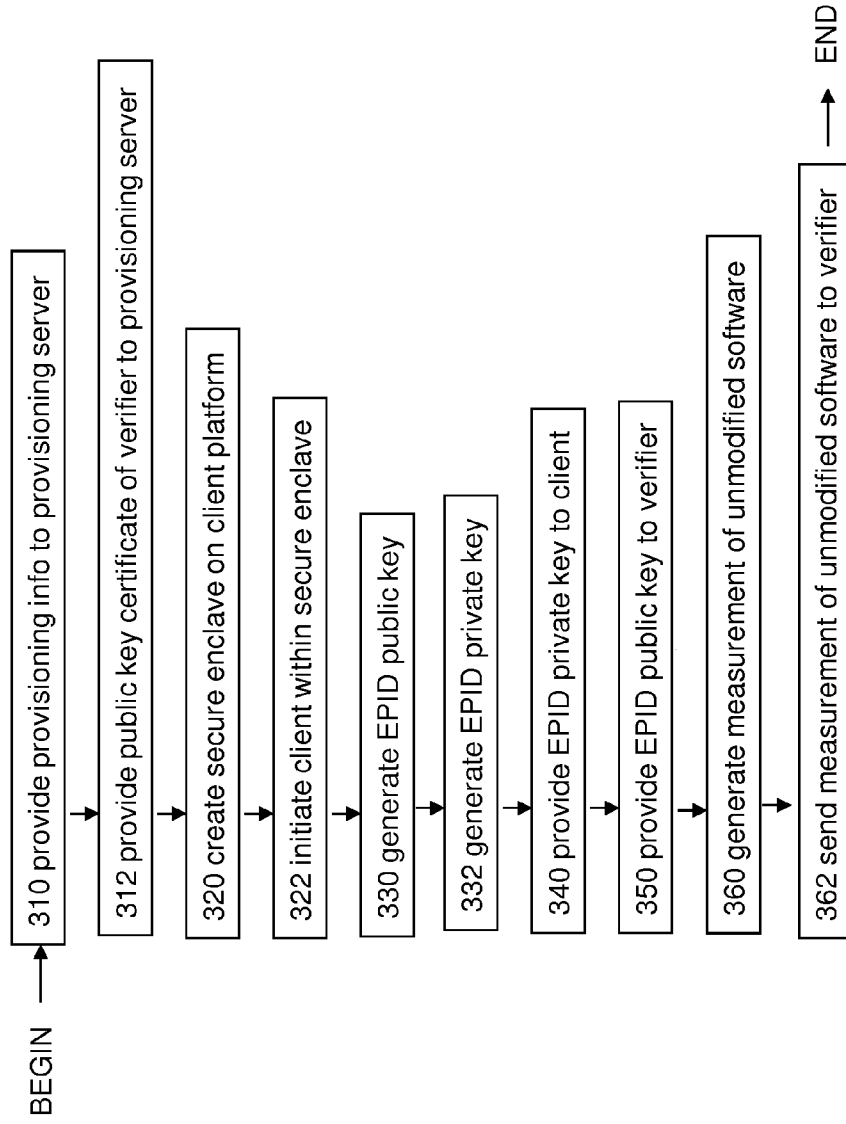 BEGIN
310 provide provisioning info to provisioning server
312 provide public key certificate of verifier to provisioning server
320 create secure enclave on client platform
322 initiate client within secure enclave
330 generate EPID public key
332 generate EPID private key
340 provide EPID private key to client
350 provide EPID public key to verifier
360 generate measurement of unmodified software
362 send measurement of unmodified software to verifier
END